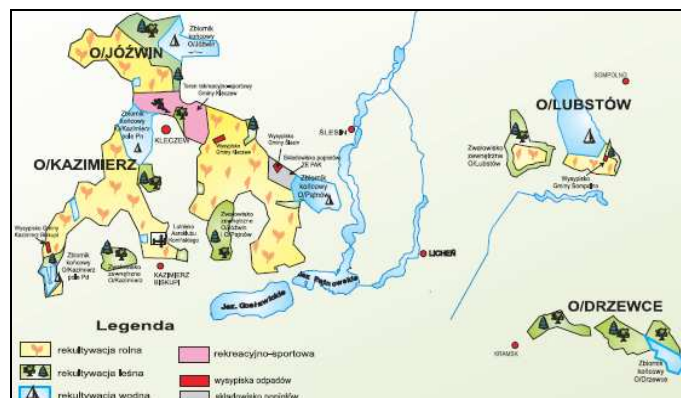 O/JÓŹWIN
Zbiornik
końcowy
O/Jóźwin
Teren rekreacyjno-sportowy
Gminy Kleczew
Zbiornik
końcowy
O/Kazimierz
pole Pn
KLECZEW
O/KAZIMIERZ
Wysypisko
Gminy Kleczew
Wysypisko
Gminy Ślesin
Składowisko popiołów
ZE PAK
Zbiornik
końcowy
O/Pątnów
ŚLESIN
Zwałowisko
zewnętrzne
O/Jóźwin
i O/Pątnów
Wysypisko Gminy
Kazimierz Biskupi
Zbiornik
końcowy
O/Kazimierz
pole Pd
Zwałowisko
zewnętrzne
O/Kazimierz
Lotnisko
Aeroklubu
Konińskiego
KAZIMIERZ
BISKUPI
Jez. Gosławickie
Jez. Pątnowskie
LICHEŃ
SOMPOLNO
O/LUBSTÓW
Zwałowisko
zewnętrzne
O/Lubstów
Wysypisko
Gminy Sompolno
O/DRZEWCE
KRAMSK
Zbiornik
końcowy
O/Drzewce
Legenda
rekultywacja rolna
rekultywacja leśna
rekultywacja wodna
rekreacyjno-sportowa
wysypiska odpadów
składowisko popiołów